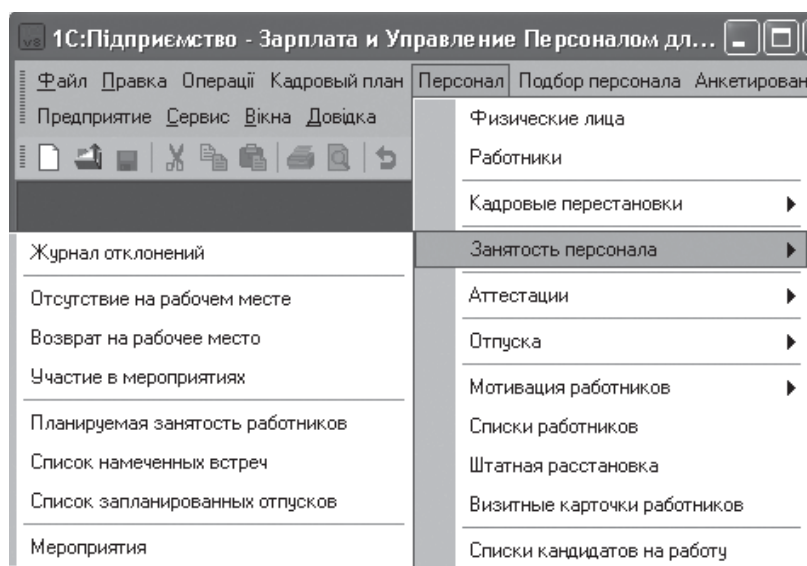 v8 1С:Підприємство - Зарплата и Управление Персоналом дл...
Файл Правка Операції Кадровый план Персонал Подбор персонала Анкетирован
Предприятие Сервис Вікна Довідка
Физические лица
Работники
Кадровые перестановки
Занятость персонала
Аттестации
Отпуска
Мотивация работников
Списки работников
Штатная расстановка
Визитные карточки работников
Списки кандидатов на работу
Журнал отклонений
Отсутствие на рабочем месте
Возврат на рабочее место
Участие в мероприятиях
Планируемая занятость работников
Список намеченных встреч
Список запланированных отпусков
Мероприятия